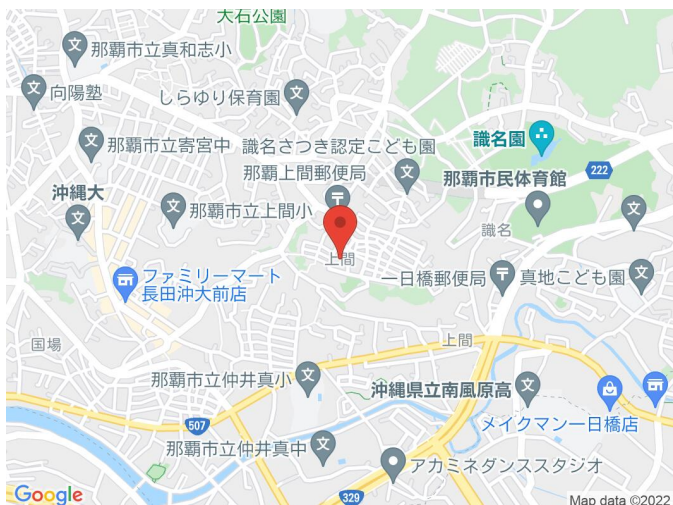 大石公園
那覇市立真和志小
向陽塾
しらゆり保育園
那覇市立寄宮中
識名さつき認定こども園
識名園
那覇上間郵便局
那覇市民体育館
222
沖縄大
那覇市立上間小
識名
上間
ファミリーマート
長田沖大前店
一日橋郵便局
真地こども園
国場
上間
那覇市立仲井真小
沖縄県立南風原高
507
メイクマン一日橋店
那覇市立仲井真中
アカミネダンススタジオ
329
Google
Map data ©2022